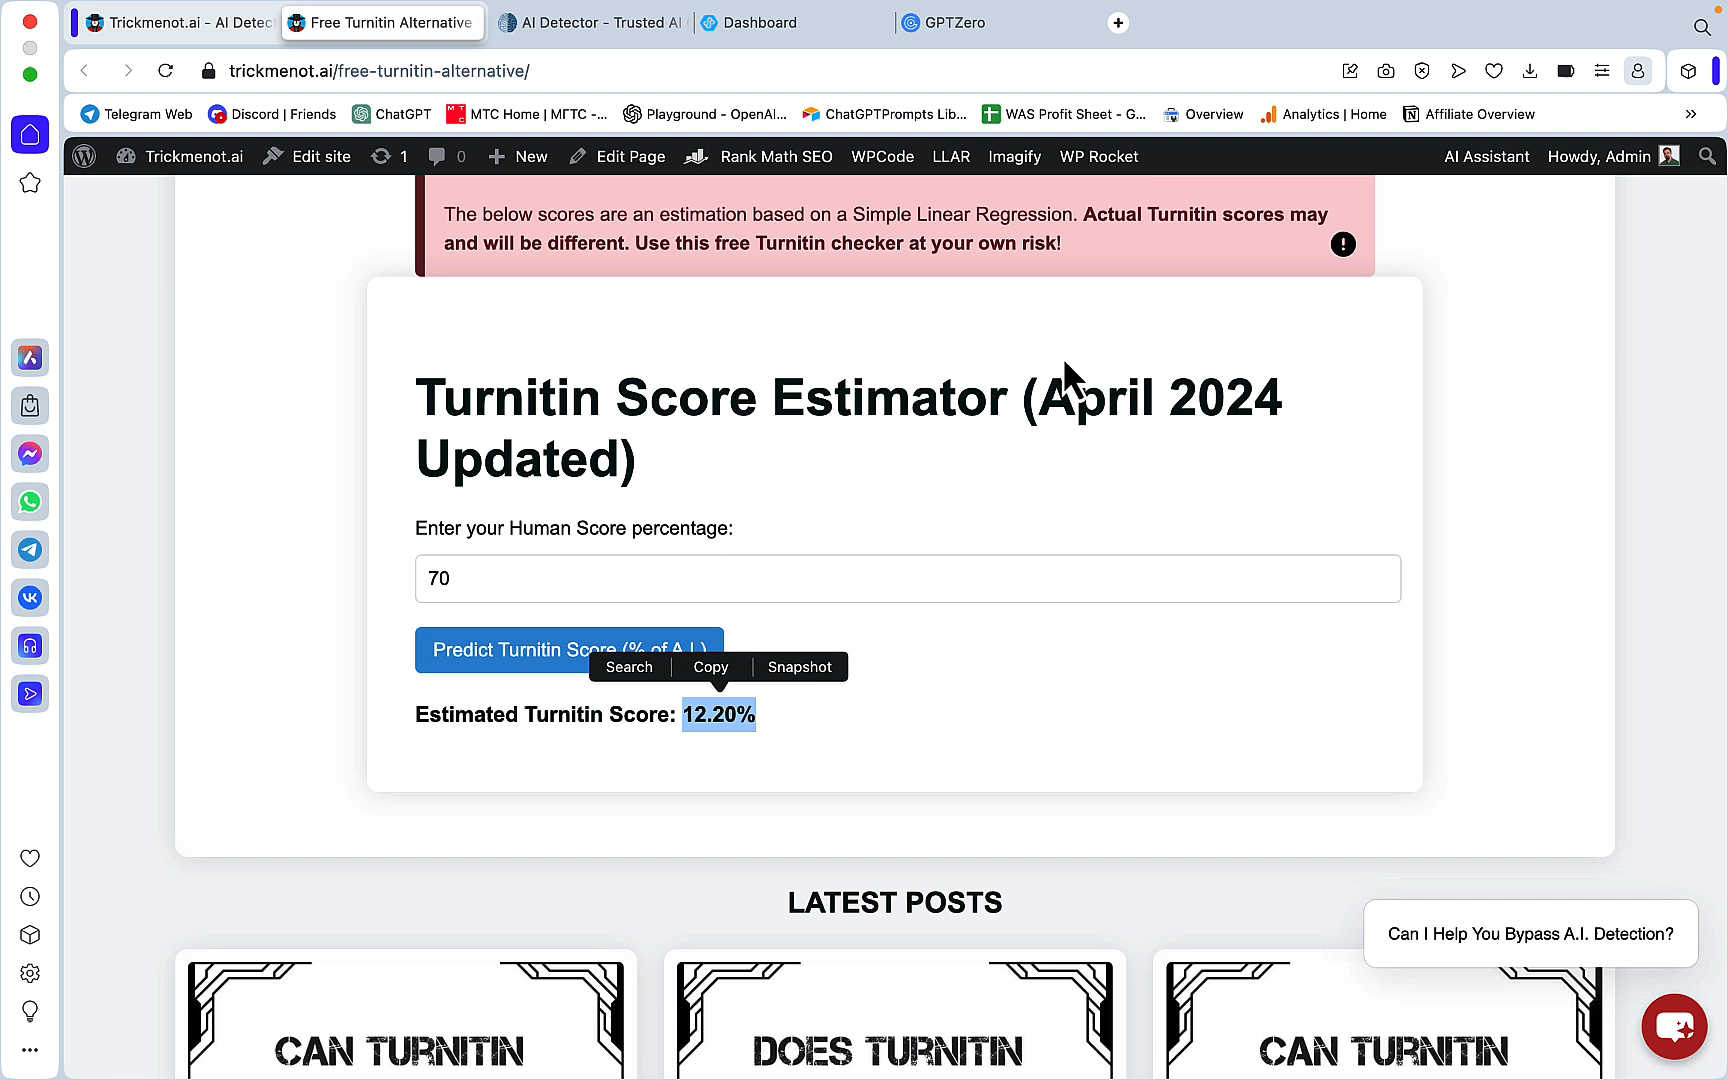 Trickmenot.ai - AI Detect
Free Turnitin Alternative
AI Detector - Trusted AI
Dashboard
GPTZero
trickmenot.ai/free-turnitin-alternative/
Telegram Web
Discord | Friends
ChatGPT
МТС Home | МГТС -...
Playground - OpenAI...
ChatGPTPrompts Lib...
WAS Profit Sheet - G...
Overview
Analytics | Home
Affiliate Overview
Trickmenot.ai
Edit site
1
0
New
Edit Page
Rank Math SEO
WPCode
LLAR
Imagify
WP Rocket
AI Assistant
Howdy, Admin
The below scores are an estimation based on a Simple Linear Regression. Actual Turnitin scores may
and will be different. Use this free Turnitin checker at your own risk!
Turnitin Score Estimator (April 2024
Updated)
Enter your Human Score percentage:
70
Predict Turnitin Score (% of A.I.)
Search
Copy
Snapshot
Estimated Turnitin Score: 12.20%
LATEST POSTS
Can I Help You Bypass A.I. Detection?
CAN TURNITIN
DOES TURNITIN
CAN TURNITIN